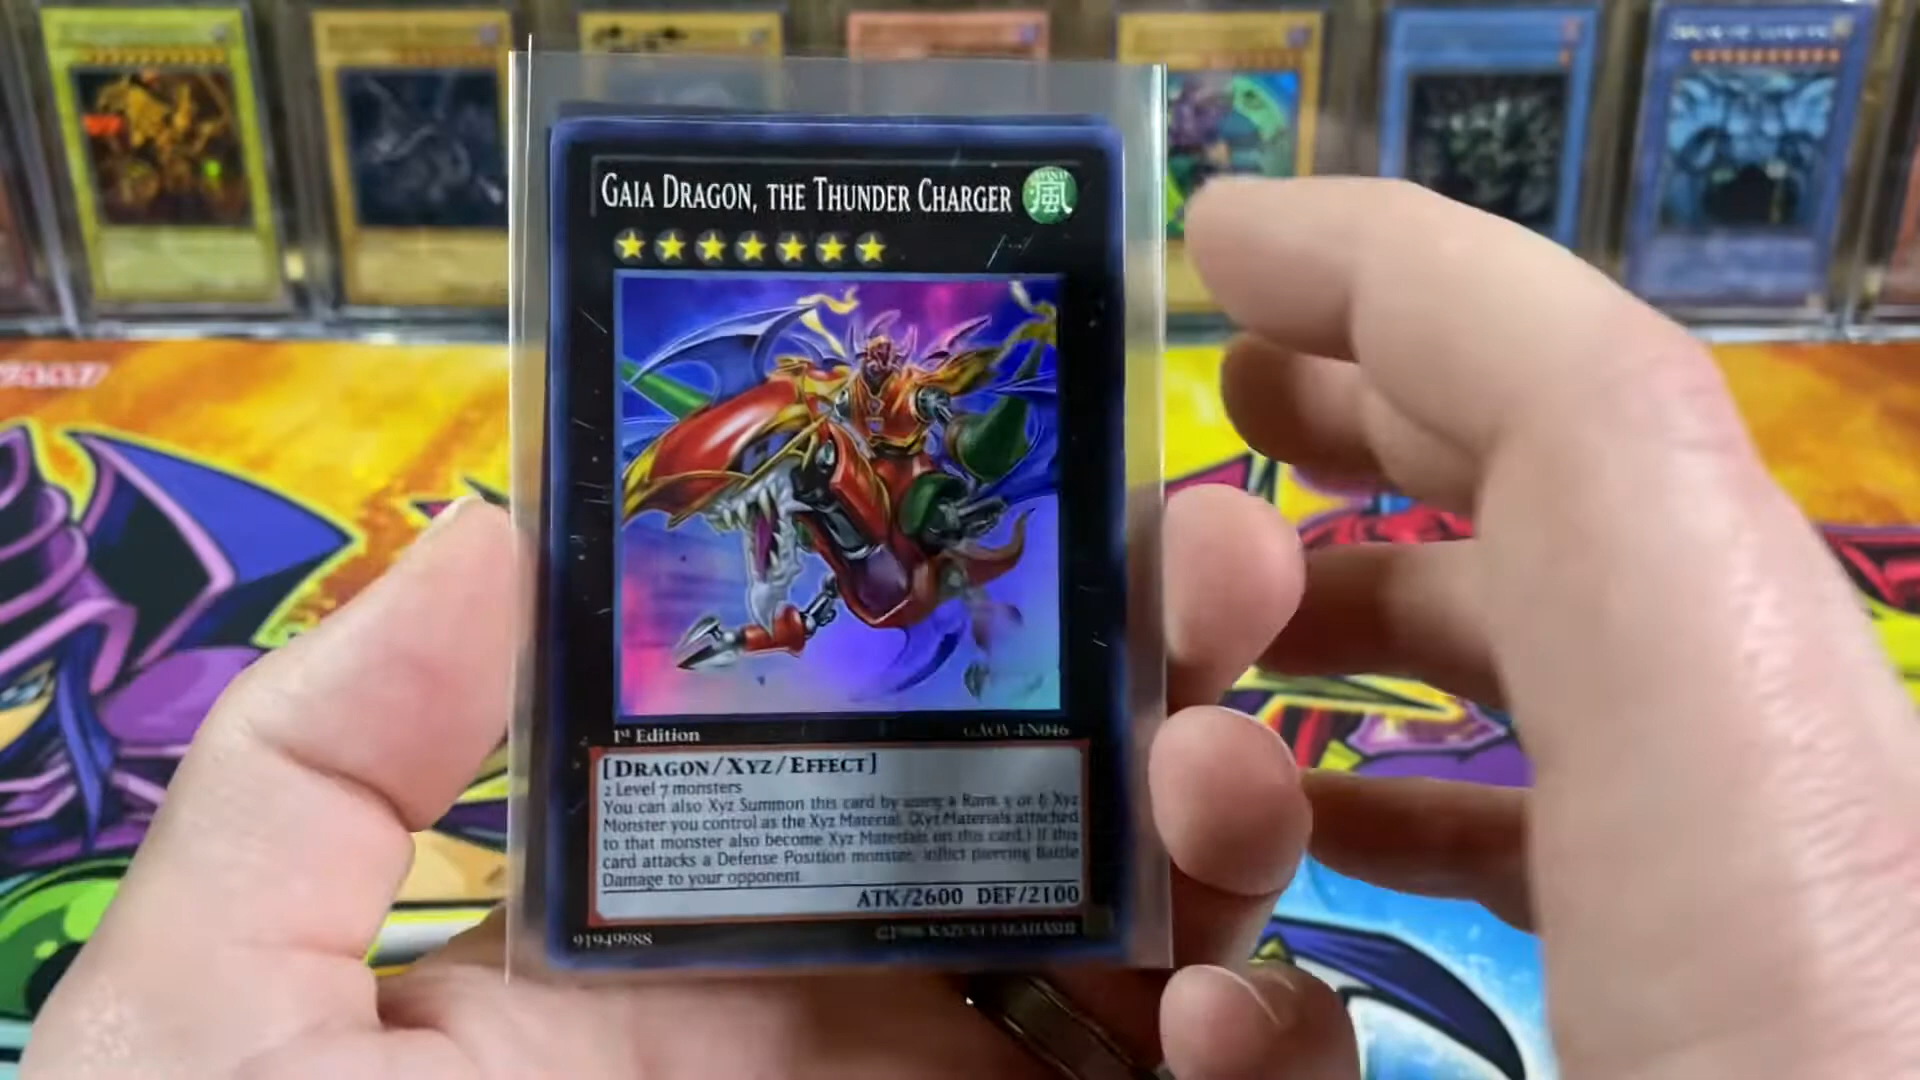 GAIA DRAGON, THE THUNDER CHARGER
WIND
風
1st Edition
GAOV-EN046
[DRAGON/XYZ/EFFECT]
2 Level 7 monsters
You can also Xyz Summon this card by using a Rank 5 or 6 Xyz
Monster you control as the Xyz Material. (Xyz Materials attached
to that monster also become Xyz Materials on this card.) If this
card attacks a Defense Position monster, inflict piercing Battle
Damage to your opponent.
ATK/2600 DEF/2100
91949988
©1996 KAZUKI TAKAHASHI